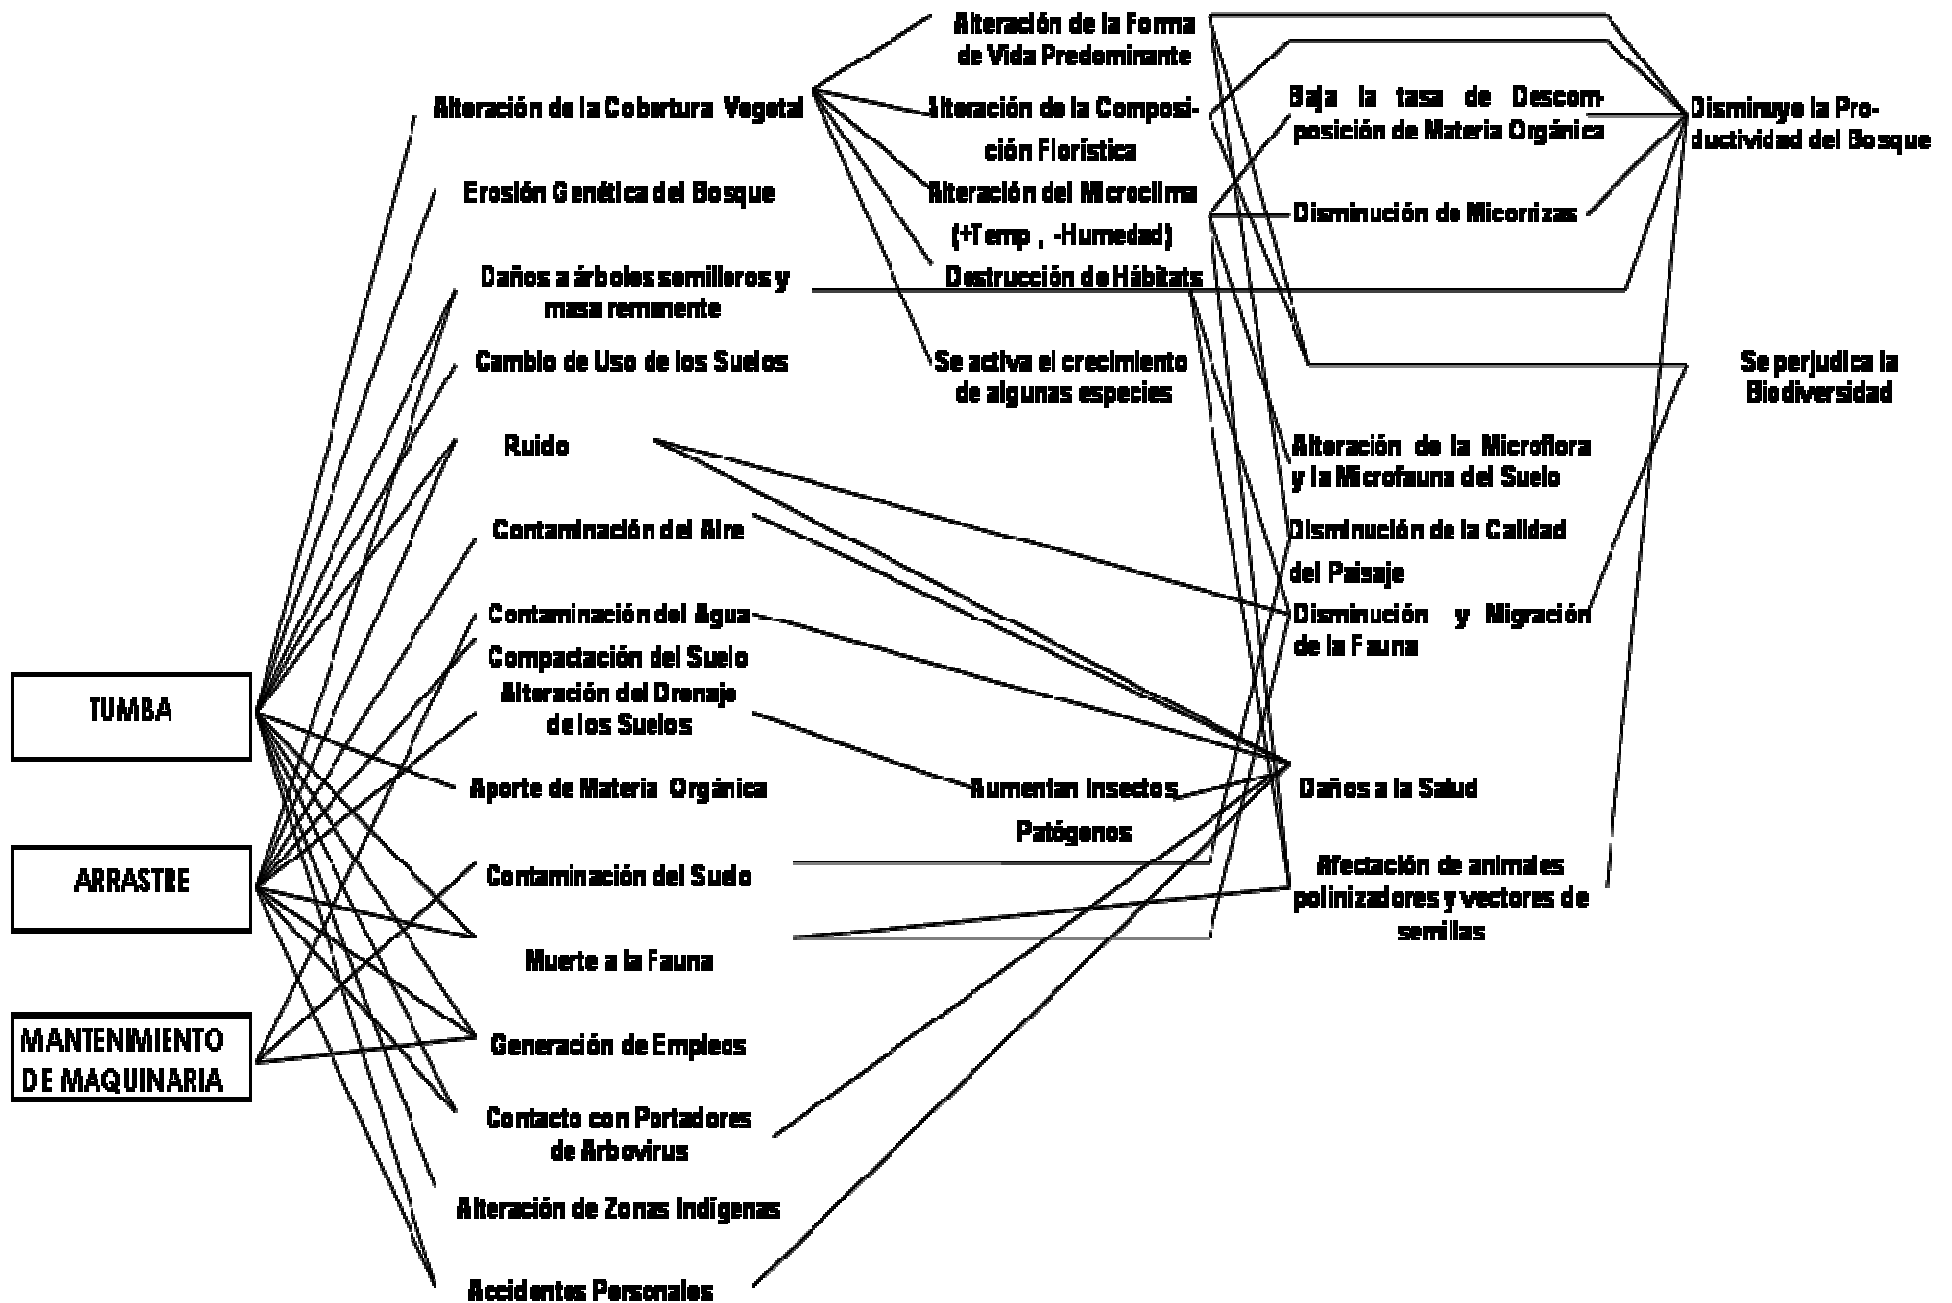 TUMBA
ARRASTRE
MANTENIMIENTO
DE MAQUINARIA
Alteración de la Cobertura Vegetal
Erosión Genética del Bosque
Daños a árboles semilleros y
masa remanente
Cambio de Uso de los Suelos
Ruido
Contaminación del Aire
Contaminación del Agua
Compactación del Suelo
Alteración del Drenaje
de los Suelos
Aporte de Materia Orgánica
Contaminación del Suelo
Muerte a la Fauna
Generación de Empleos
Contacto con Portadores
de Arbovirus
Alteración de Zonas Indígenas
Accidentes Personales
Alteración de la Forma
de Vida Predominante
Alteración de la Composi-
ción Florística
Alteración del Microclima
(+Temp , -Humedad)
Destrucción de Hábitats
Se activa el crecimiento
de algunas especies
Aumentan Insectos
Patógenos
Baja la tasa de Descom-
posición de Materia Orgánica
Disminución de Micorrizas
Alteración de la Microflora
y la Microfauna del Suelo
Disminución de la Calidad
del Paisaje
Disminución y Migración
de la Fauna
Daños a la Salud
Afectación de animales
polinizadores y vectores de
semillas
Disminuye la Pro-
ductividad del Bosque
Se perjudica la
Biodiversidad